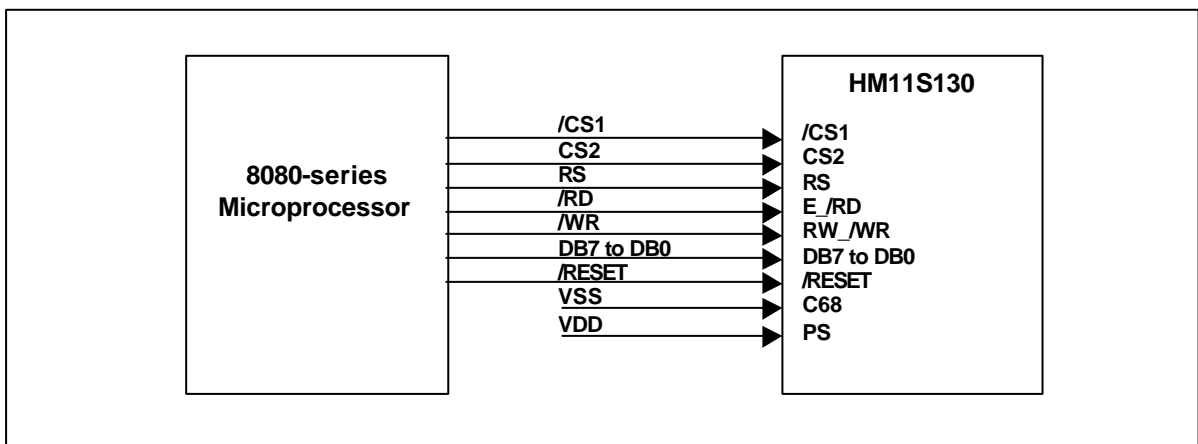 8080-series
Microprocessor
/CS1
CS2
RS
/RD
/WR
DB7 to DB0
/RESET
VSS
VDD
HM11S130
/CS1
CS2
RS
E_/RD
RW_/WR
DB7 to DB0
/RESET
C68
PS